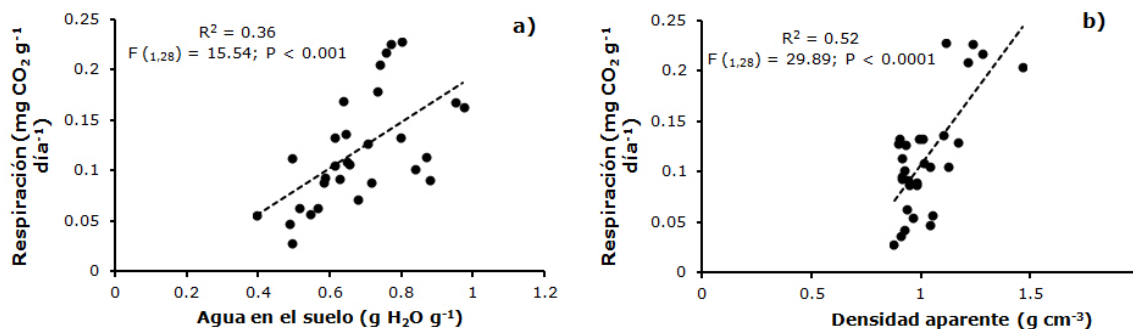 a)
R² = 0.36
F (1,28) = 15.54; P < 0.001
Respiración (mg CO₂ g⁻¹
día⁻¹)
0.25
0.2
0.15
0.1
0.05
0
0 0.2 0.4 0.6 0.8 1 1.2
Agua en el suelo (g H₂O g⁻¹)
b)
R² = 0.52
F (1,28) = 29.89; P < 0.0001
Respiración (mg CO₂ g⁻¹
día⁻¹)
0.25
0.2
0.15
0.1
0.05
0
0 0.5 1 1.5
Densidad aparente (g cm⁻³)